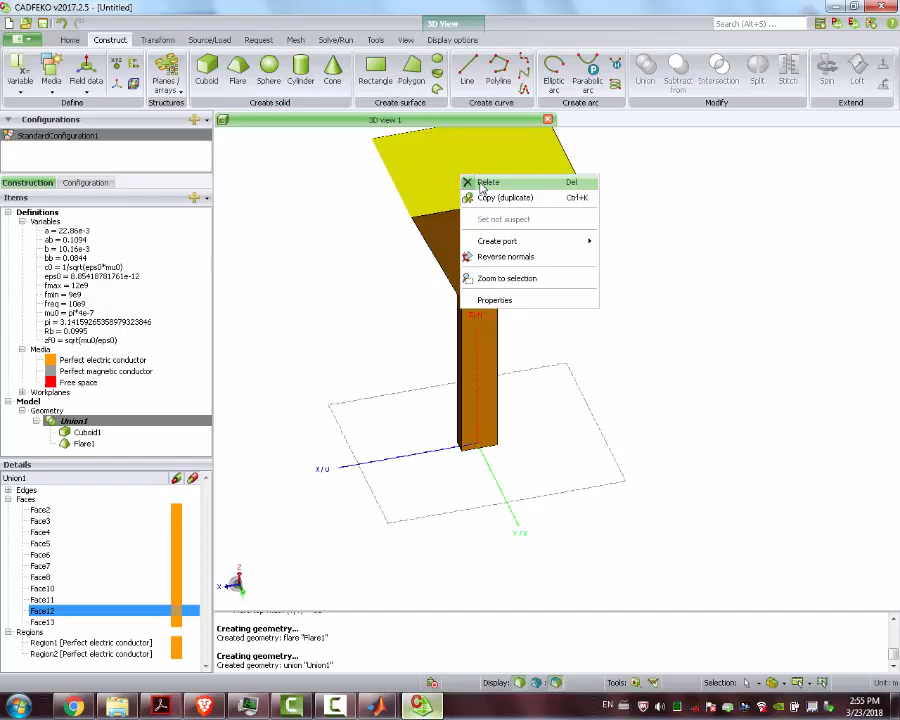 CADFEKO v2017.2.5 - [Untitled]
3D View
Search (Alt+S) ...
Home Construct Transform Source/Load Request Mesh Solve/Run Tools View Display options
Variable Media Field data Planes / arrays Cuboid Flare Sphere Cylinder Cone Rectangle Polygon Line Polyline Elliptic arc Parabolic arc Union Subtract from Intersection Split Stitch Spin Loft
Define Structures Create solid Create surface Create curve Create arc Modify Extend
Configurations
3D view 1
StandardConfiguration1
Construction Configuration
Items
Definitions
Variables
a = 22.86e-3
ab = 0.1094
b = 10.16e-3
bb = 0.0844
c0 = 1/sqrt(eps0*mu0)
eps0 = 8.85418781761e-12
fmax = 12e9
fmin = 9e9
freq = 10e9
mu0 = pi*4e-7
pi = 3.14159265358979323846
Rb = 0.0995
zf0 = sqrt(mu0/eps0)
Media
Perfect electric conductor
Perfect magnetic conductor
Free space
Workplanes
Model
Geometry
Union1
Cuboid1
Flare1
Delete Del
Copy (duplicate) Ctrl+K
Set not suspect
Create port
Reverse normals
Zoom to selection
Properties
Z/N
X/U
Y/V
Z
X
Details
Union1
Edges
Faces
Face2
Face3
Face4
Face5
Face6
Face7
Face8
Face10
Face11
Face12
Face13
Regions
Region1 [Perfect electric conductor]
Region2 [Perfect electric conductor]
Creating geometry...
Created geometry: flare "Flare1"
Creating geometry...
Created geometry: union "Union1"
Display: Tools: Selection: Unit: m
EN
2:55 PM
3/23/2018